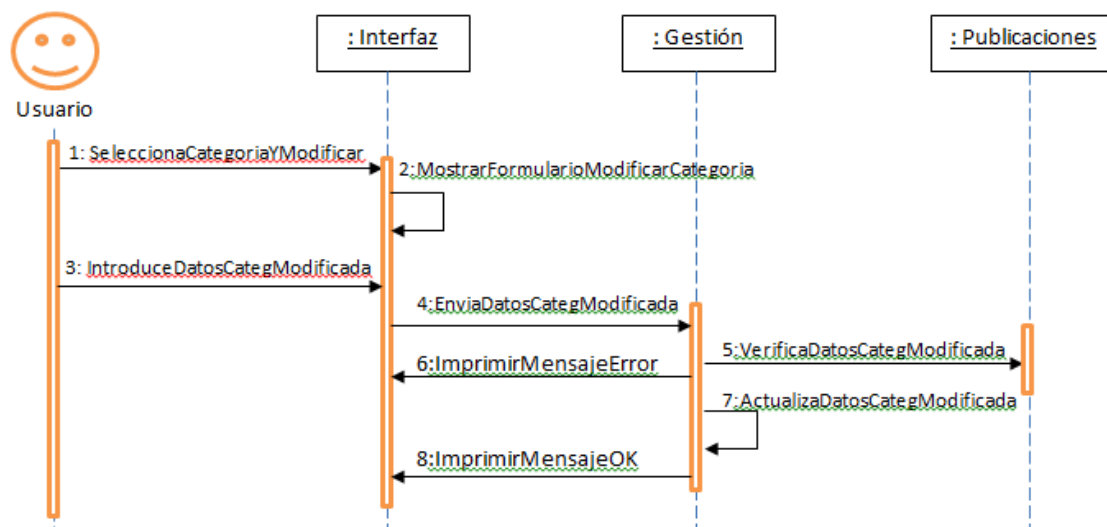 : Interfaz
: Gestión
: Publicaciones
Usuario
1: SeleccionaCategoriaYModificar
2:MostrarFormularioModificarCategoria
3: IntroduceDatosCategModificada
4:EnviaDatosCategModificada
5:VerificaDatosCategModificada
6:ImprimirMensajeError
7:ActualizaDatosCategModificada
8:ImprimirMensajeOK